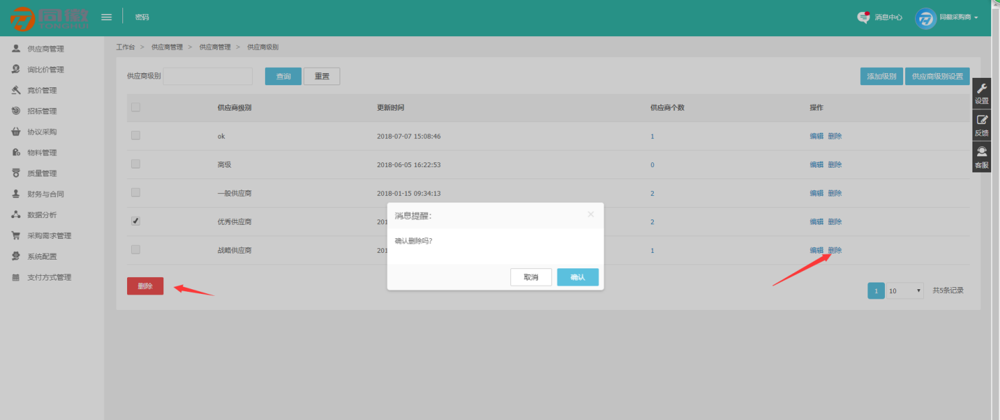 同徽
密码
消息中心
同徽采购商
供应商管理
询比价管理
竞价管理
招标管理
协议采购
物料管理
质量管理
财务与合同
数据分析
采购需求管理
系统配置
支付方式管理
工作台 > 供应商管理 > 供应商管理 > 供应商级别
供应商级别 查询 重置 添加级别 供应商级别设置
供应商级别 更新时间 供应商个数 操作
ok 2018-07-07 15:08:46 1 编辑 删除
高级 2018-06-05 16:22:53 0 编辑 删除
一般供应商 2018-01-15 09:34:13 2 编辑 删除
优秀供应商 201 2 编辑 删除
战略供应商 201 1 编辑 删除
消息提醒：
确认删除吗?
取消 确认
删除
1 10 共5条记录
设置
反馈
客服